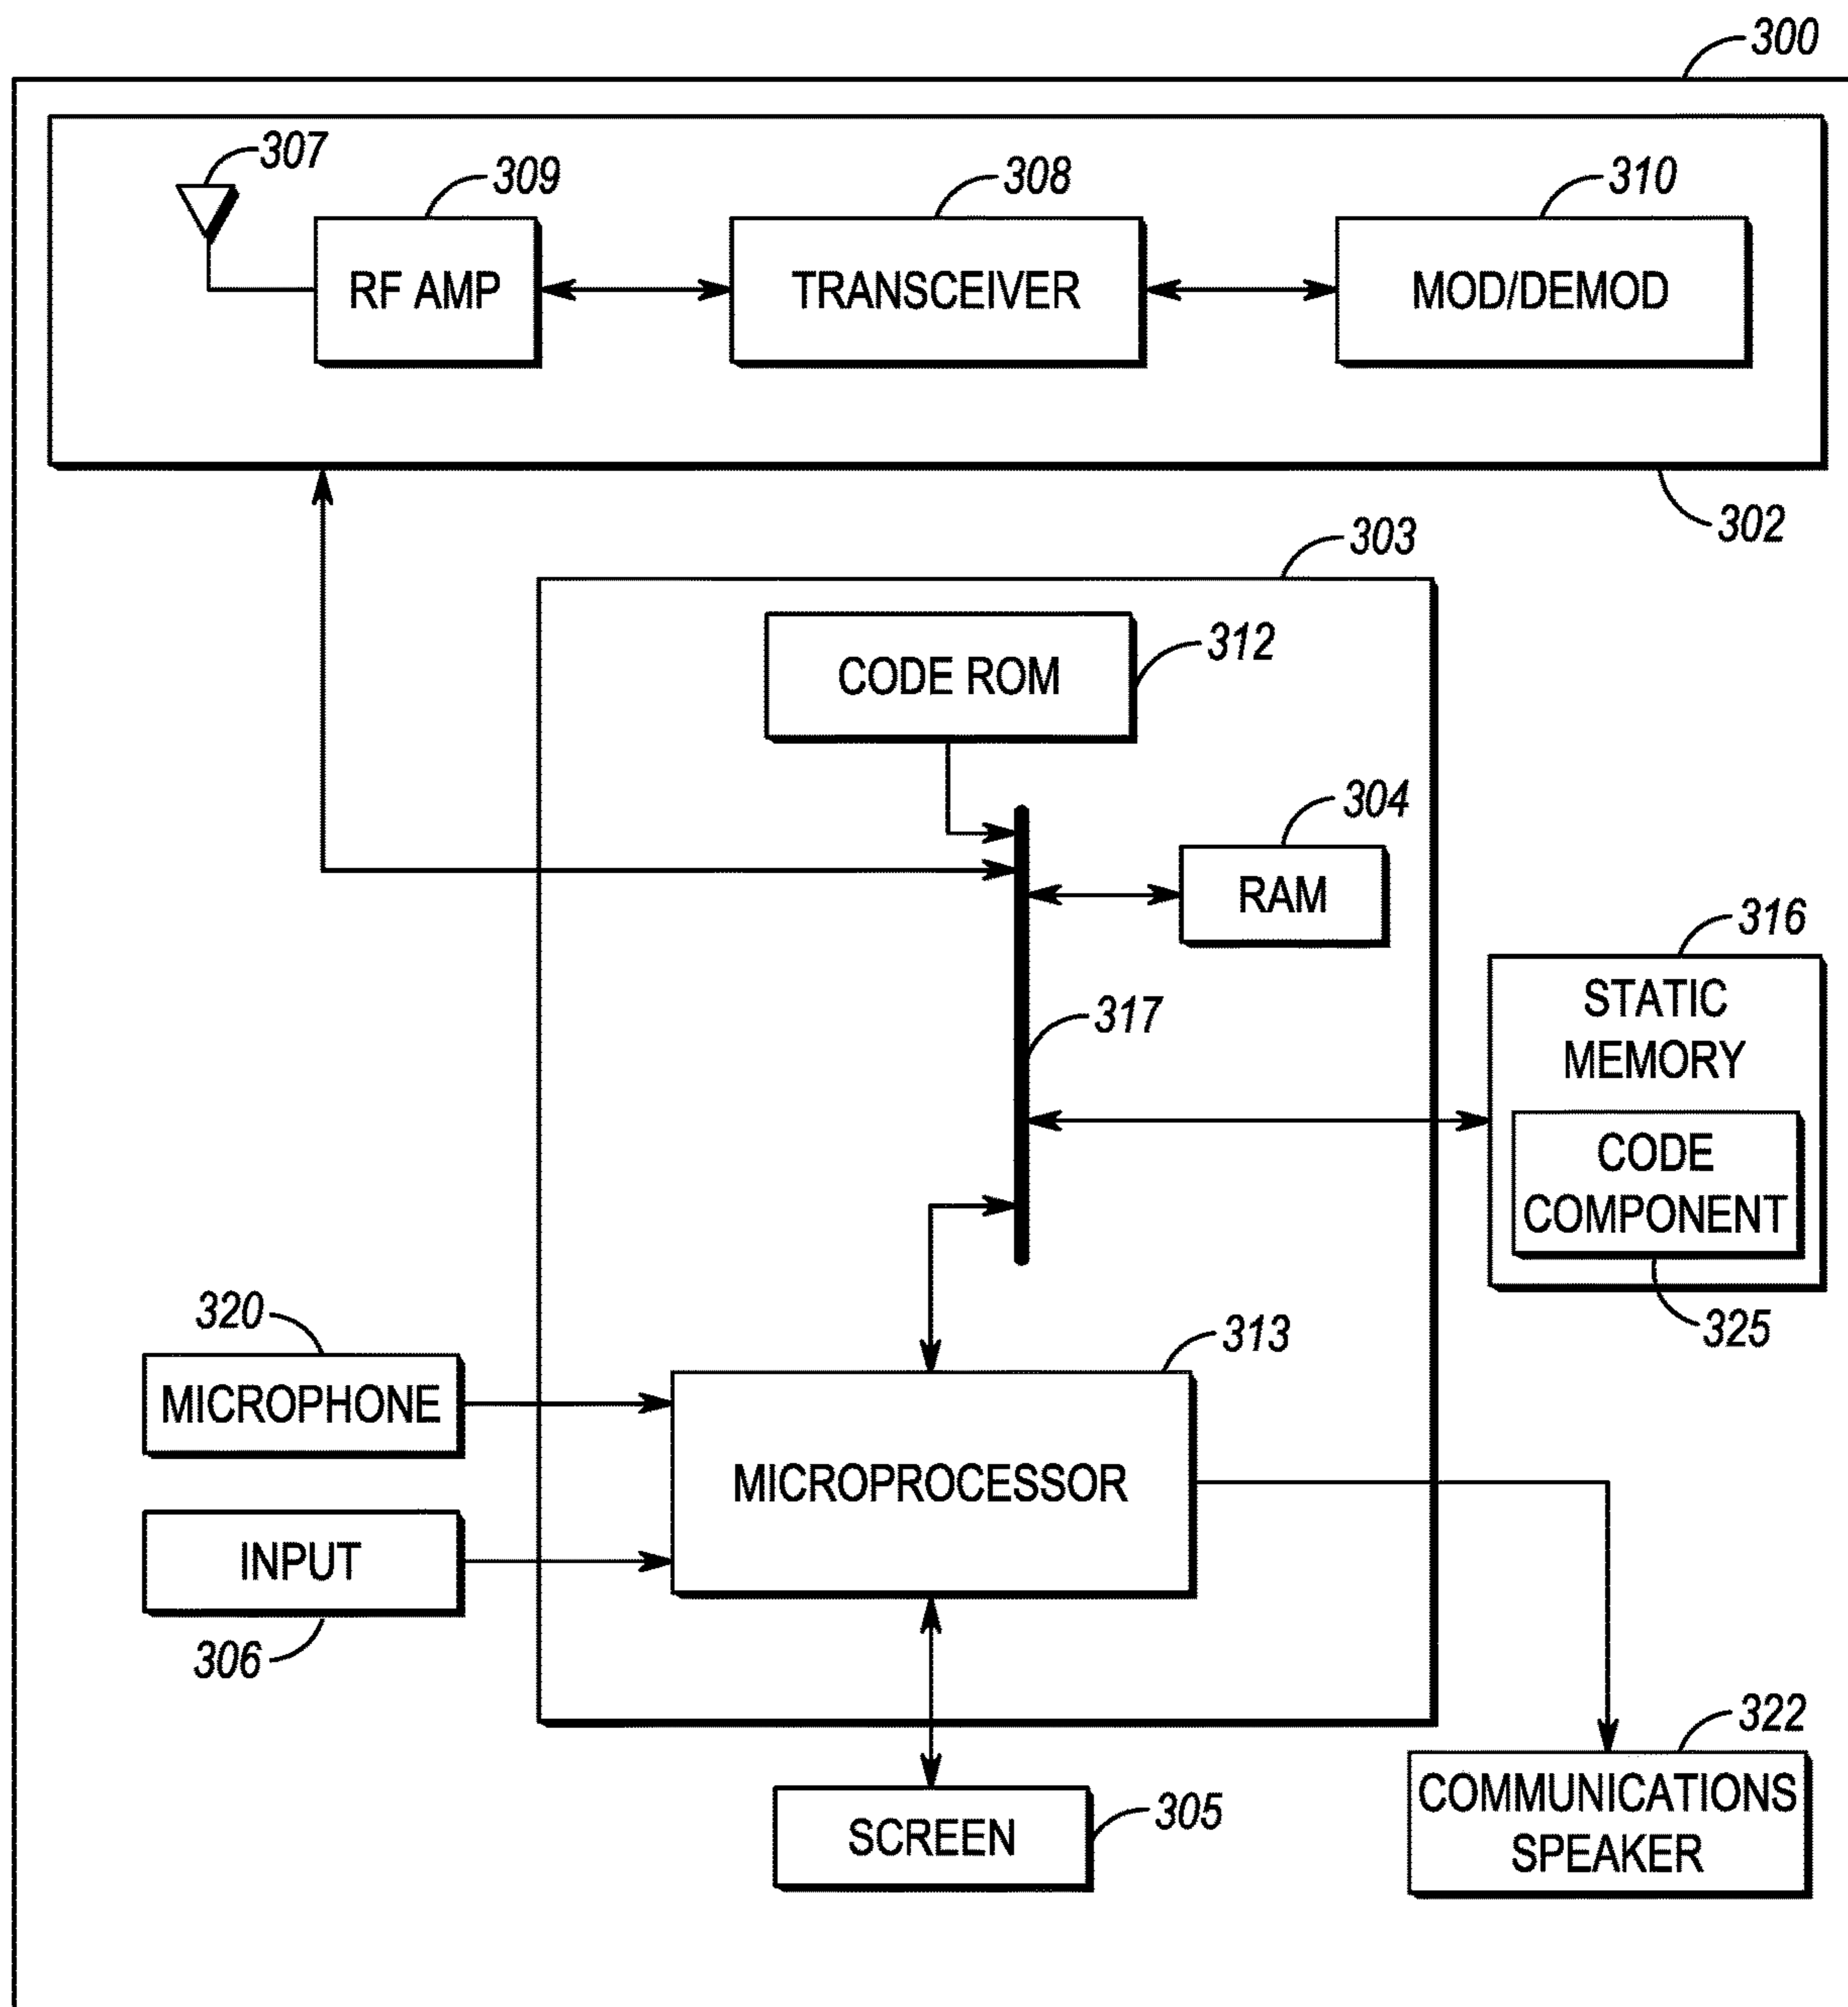 300
307
309
308
310
RF AMP
TRANSCEIVER
MOD/DEMOD
302
303
312
CODE ROM
304
RAM
316
STATIC
MEMORY
317
CODE
COMPONENT
325
320
313
MICROPHONE
MICROPROCESSOR
INPUT
306
322
COMMUNICATIONS
SPEAKER
305
SCREEN